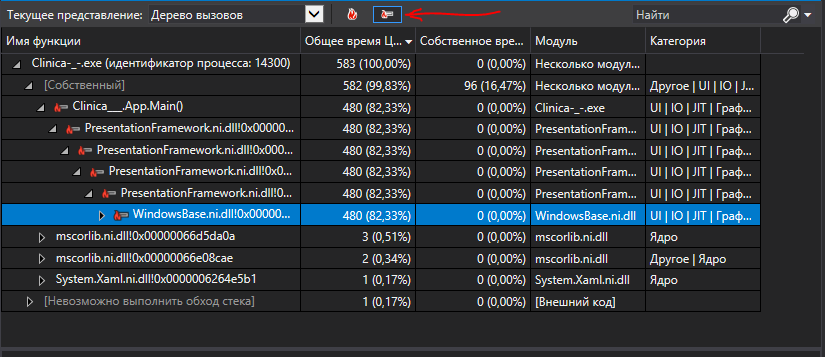 Текущее представление: Дерево вызовов Найти
Имя функции Общее время Ц... Собственное вре... Модуль Категория
Clinica-_-.exe (идентификатор процесса: 14300) 583 (100,00%) 0 (0,00%) Несколько модул...
[Собственный] 582 (99,83%) 96 (16,47%) Несколько модул... Другое | UI | IO | J...
Clinica___.App.Main() 480 (82,33%) 0 (0,00%) Clinica-_-.exe UI | IO | JIT | Граф...
PresentationFramework.ni.dll!0x00000... 480 (82,33%) 0 (0,00%) PresentationFram... UI | IO | JIT | Граф...
PresentationFramework.ni.dll!0x0000... 480 (82,33%) 0 (0,00%) PresentationFram... UI | IO | JIT | Граф...
PresentationFramework.ni.dll!0x0... 480 (82,33%) 0 (0,00%) PresentationFram... UI | IO | JIT | Граф...
PresentationFramework.ni.dll!0... 480 (82,33%) 0 (0,00%) PresentationFram... UI | IO | JIT | Граф...
WindowsBase.ni.dll!0x00000... 480 (82,33%) 0 (0,00%) WindowsBase.ni.dll UI | IO | JIT | Граф...
mscorlib.ni.dll!0x00000066d5da0a 3 (0,51%) 0 (0,00%) mscorlib.ni.dll Ядро
mscorlib.ni.dll!0x00000066e08cae 2 (0,34%) 0 (0,00%) mscorlib.ni.dll Другое | Ядро
System.Xaml.ni.dll!0x0000006264e5b1 1 (0,17%) 0 (0,00%) System.Xaml.ni.dll Ядро
[Невозможно выполнить обход стека] 1 (0,17%) 0 (0,00%) [Внешний код]